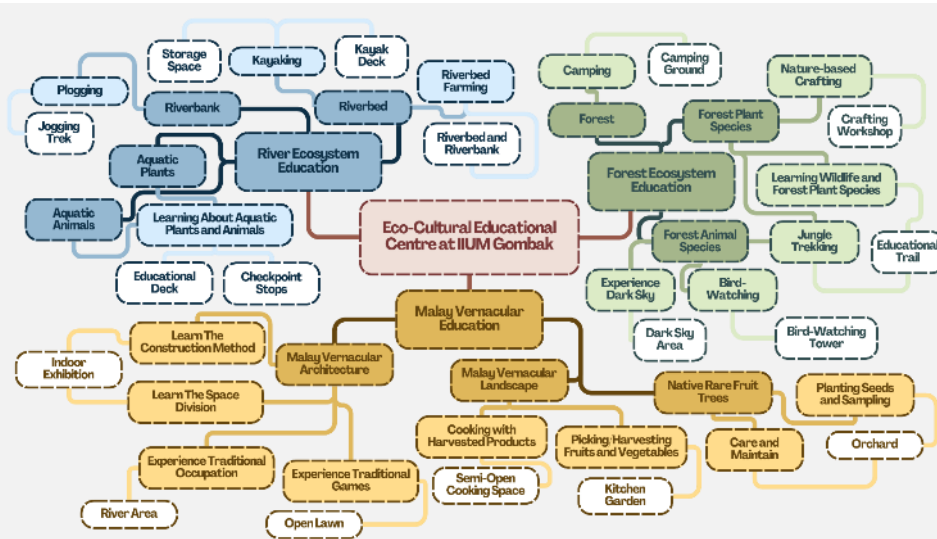 Storage
Space
Kayaking
Kayak
Deck
Plogging
Jogging
Trek
Riverbank
Riverbed
Riverbed
Farming
Riverbed and
Riverbank
Aquatic
Plants
River Ecosystem
Education
Aquatic
Animals
Learning About Aquatic
Plants and Animals
Educational
Deck
Checkpoint
Stops
Camping
Camping
Ground
Nature-based
Crafting
Forest
Forest Plant
Species
Crafting
Workshop
Forest Ecosystem
Education
Learning Wildlife and
Forest Plant Species
Forest Animal
Species
Jungle
Trekking
Educational
Trail
Experience
Dark Sky
Bird-
Watching
Dark Sky
Area
Bird-Watching
Tower
Eco-Cultural Educational
Centre at IIUM Gombak
Malay Vernacular
Education
Learn The
Construction Method
Indoor
Exhibition
Malay Vernacular
Architecture
Learn The Space
Division
Experience Traditional
Occupation
River Area
Experience Traditional
Games
Open Lawn
Malay Vernacular
Landscape
Cooking with
Harvested Products
Semi-Open
Cooking Space
Picking/Harvesting
Fruits and Vegetables
Kitchen
Garden
Native Rare Fruit
Trees
Planting Seeds
and Sampling
Care and
Maintain
Orchard